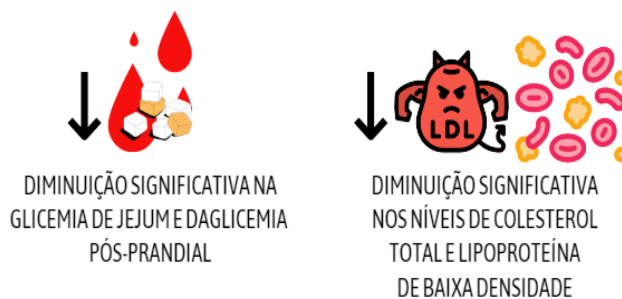 LDL
DIMINUIÇÃO SIGNIFICATIVA NA
GLICEMIA DE JEJUM E DAGLICEMIA
PÓS-PRANDIAL
DIMINUIÇÃO SIGNIFICATIVA
NOS NÍVEIS DE COLESTEROL
TOTAL E LIPOPROTEÍNA
DE BAIXA DENSIDADE